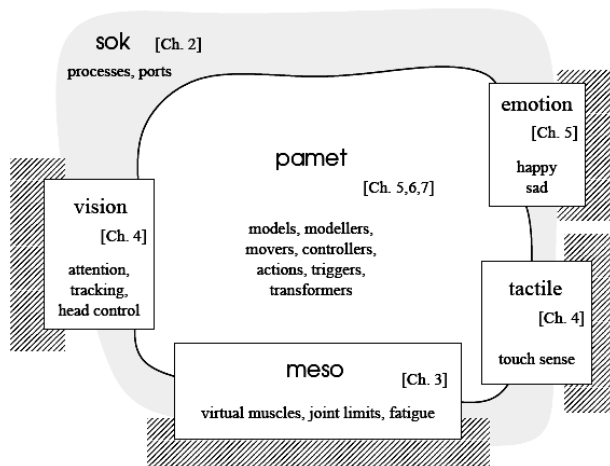 sok [Ch. 2]
processes, ports
emotion
[Ch. 5]
happy
sad
pamet
[Ch. 5,6,7]
models, modellers,
movers, controllers,
actions, triggers,
transformers
vision
[Ch. 4]
attention,
tracking,
head control
tactile
[Ch. 4]
touch sense
meso
[Ch. 3]
virtual muscles, joint limits, fatigue